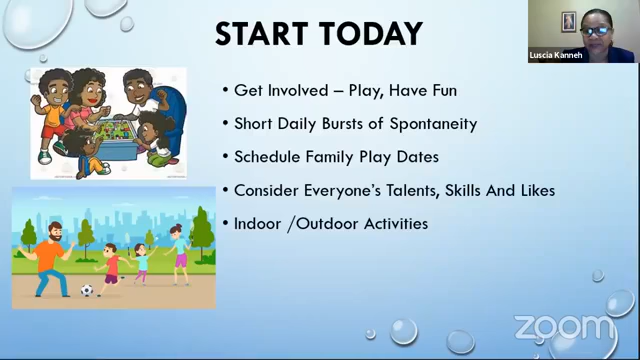 START TODAY
Luscia Kanneh
• Get Involved – Play, Have Fun
• Short Daily Bursts of Spontaneity
• Schedule Family Play Dates
• Consider Everyone's Talents, Skills And Likes
• Indoor /Outdoor Activities
zoom